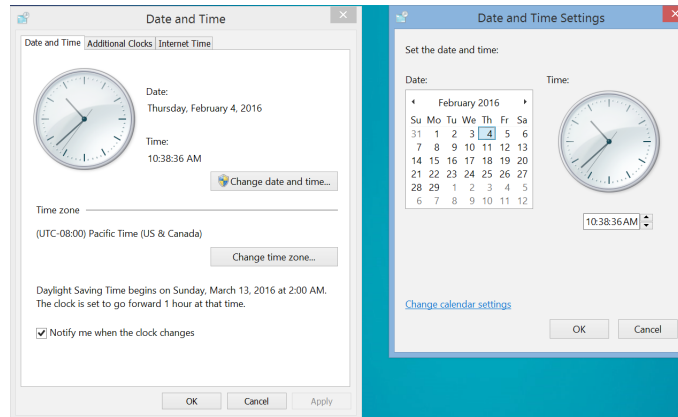 Date and Time
Date and Time Additional Clocks Internet Time
Date:
Thursday, February 4, 2016
Time:
10:38:36 AM
Change date and time...
Time zone
(UTC-08:00) Pacific Time (US & Canada)
Change time zone...
Daylight Saving Time begins on Sunday, March 13, 2016 at 2:00 AM.
The clock is set to go forward 1 hour at that time.
Notify me when the clock changes
OK Cancel Apply
Date and Time Settings
Set the date and time:
Date:
Time:
February 2016
Su Mo Tu We Th Fr Sa
31 1 2 3 4 5 6
7 8 9 10 11 12 13
14 15 16 17 18 19 20
21 22 23 24 25 26 27
28 29 1 2 3 4 5
6 7 8 9 10 11 12
10:38:36 AM
Change calendar settings
OK Cancel